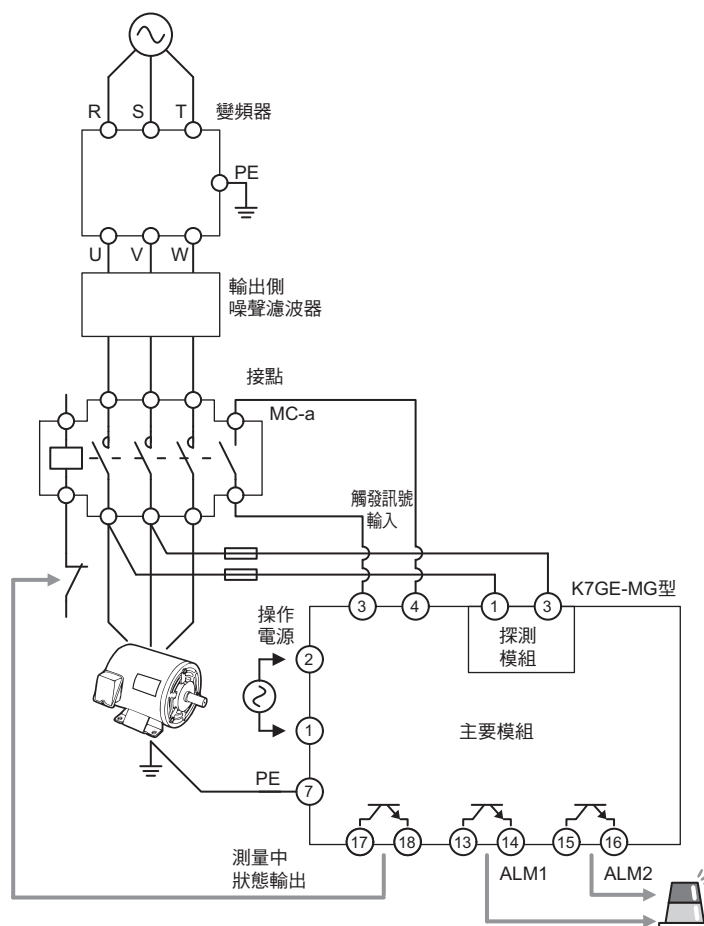 R S T 變頻器
PE
U V W
輸出側
噪聲濾波器
接點
MC-a
觸發訊號
輸入
K7GE-MG型
3 4 1 3
操作
電源
探測
模組
2
1
主要模組
PE 7
17 18 13 14 15 16
測量中
狀態輸出
ALM1 ALM2